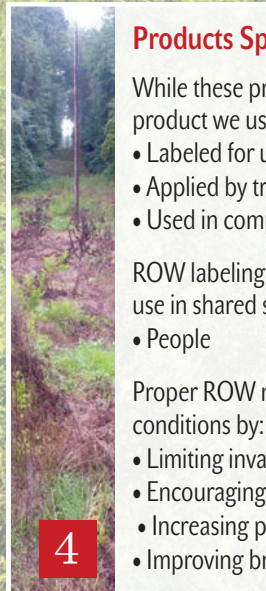 Products Sp
While these pr
product we us
• Labeled for u
• Applied by tr
• Used in com
ROW labeling
use in shared s
• People
Proper ROW r
conditions by:
• Limiting inva
• Encouraging
• Increasing p
• Improving br
4